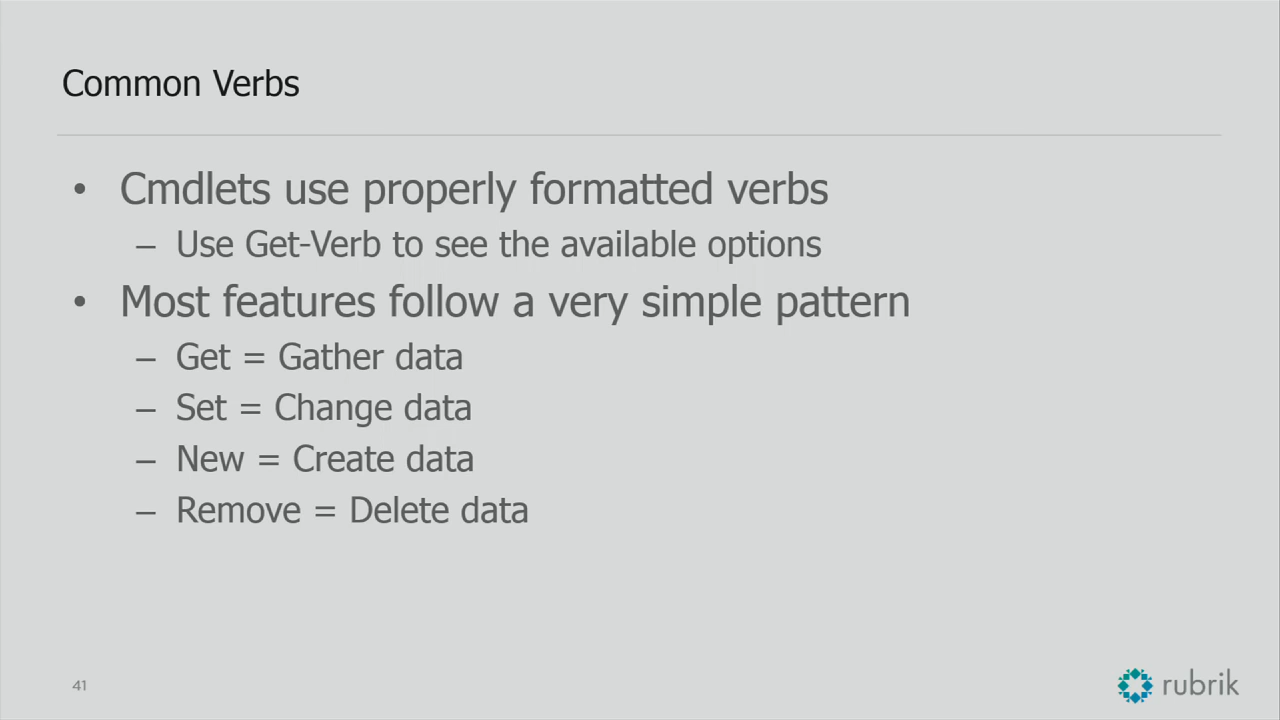 Common Verbs
• Cmdlets use properly formatted verbs
– Use Get-Verb to see the available options
• Most features follow a very simple pattern
– Get = Gather data
– Set = Change data
– New = Create data
– Remove = Delete data
41
rubrik